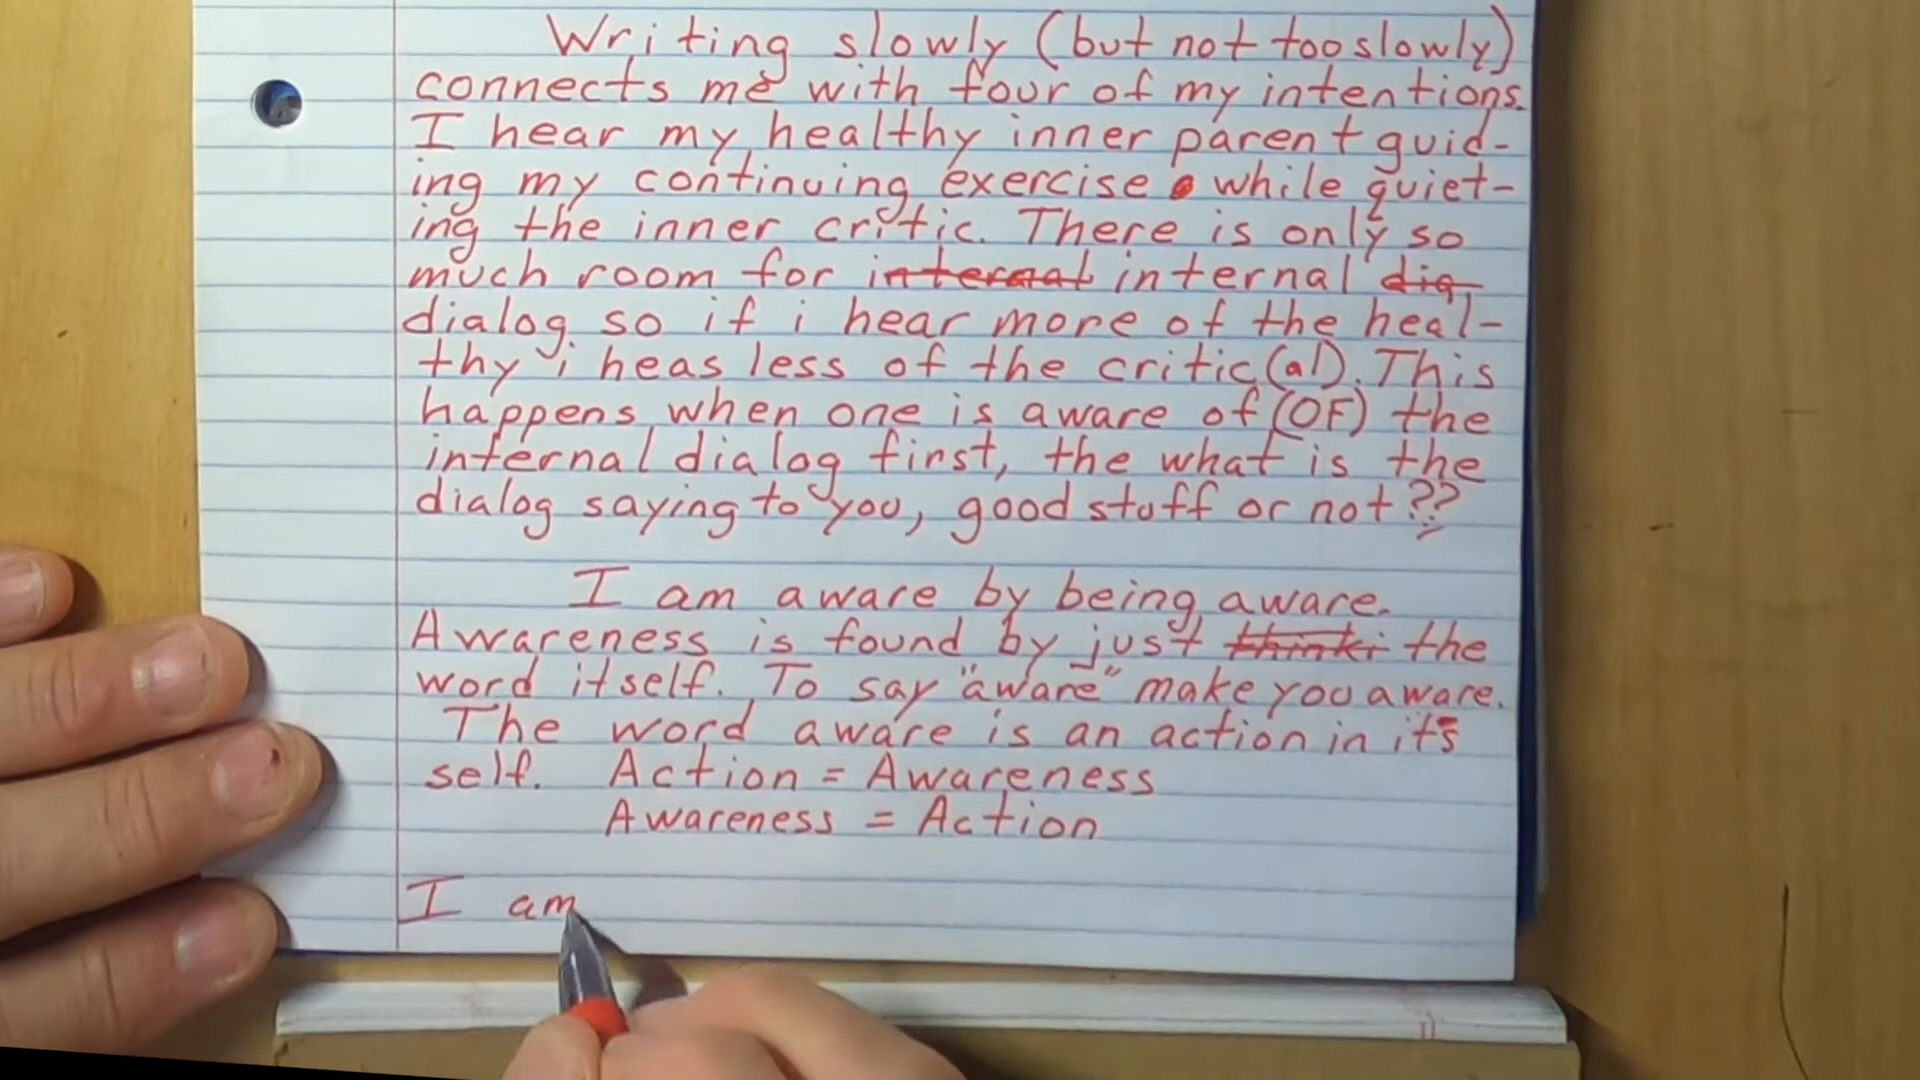 Writing slowly (but not too slowly)
connects me with four of my intentions.
I hear my healthy inner parent guid-
ing my continuing exercise while quiet-
ing the inner critic. There is only so
much room for internal internal dia
dialog so if i hear more of the heal-
thy i heas less of the critic(al). This
happens when one is aware of (OF) the
internal dialog first, the what is the
dialog saying to you, good stuff or not??
I am aware by being aware.
Awareness is found by just thinki the
word itself. To say "aware" make you aware.
The word aware is an action in it's
self. Action = Awareness
Awareness = Action
I am